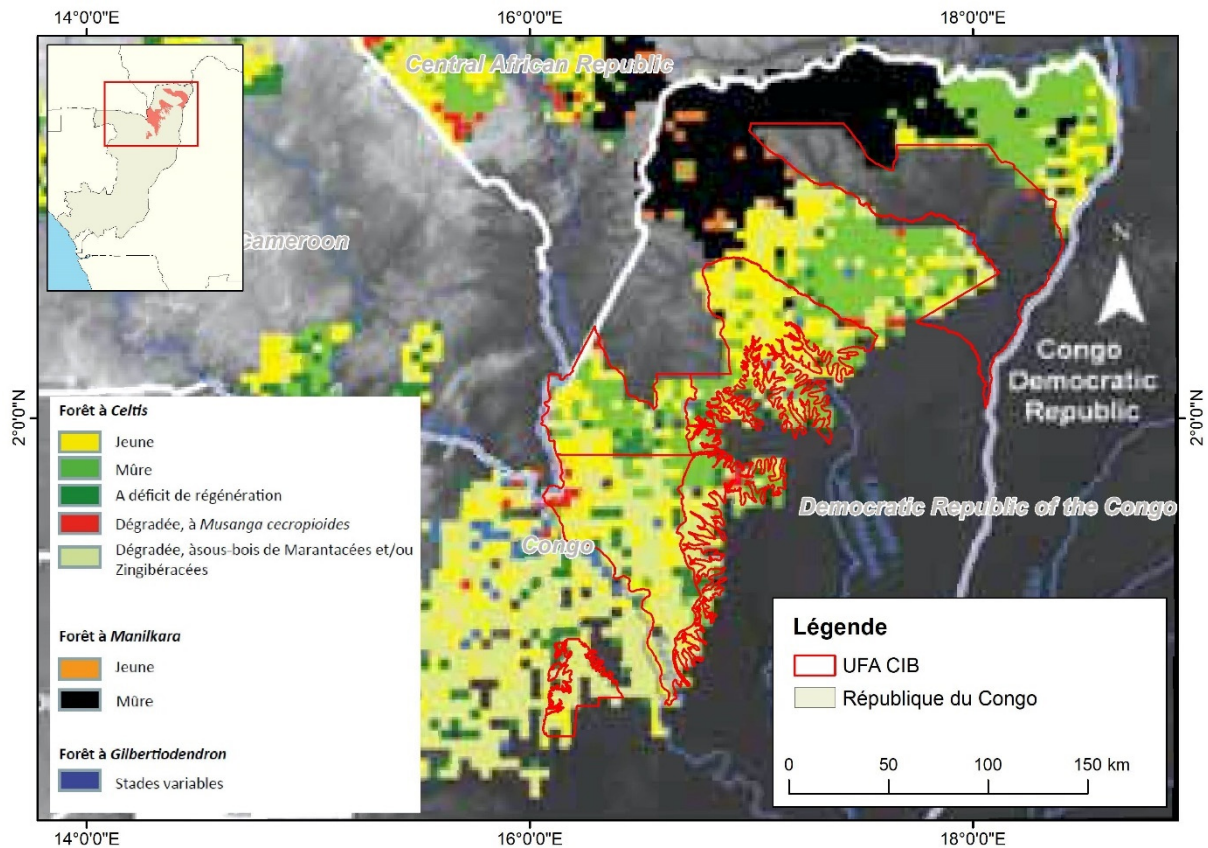 14°0'0"E
16°0'0"E
18°0'0"E
Central African Republic
Cameroon
N
Congo
Democratic
Republic
2°0'0"N
2°0'0"N
Democratic Republic of the Congo
Congo
Forêt à Celtis
Jeune
Mûre
A déficit de régénération
Dégradée, à Musanga cecropioides
Dégradée, àsous-bois de Marantacées et/ou
Zingibéracées
Forêt à Manilkara
Jeune
Mûre
Forêt à Gilbertiodendron
Stades variables
Légende
UFA CIB
République du Congo
0 50 100 150 km
14°0'0"E
16°0'0"E
18°0'0"E